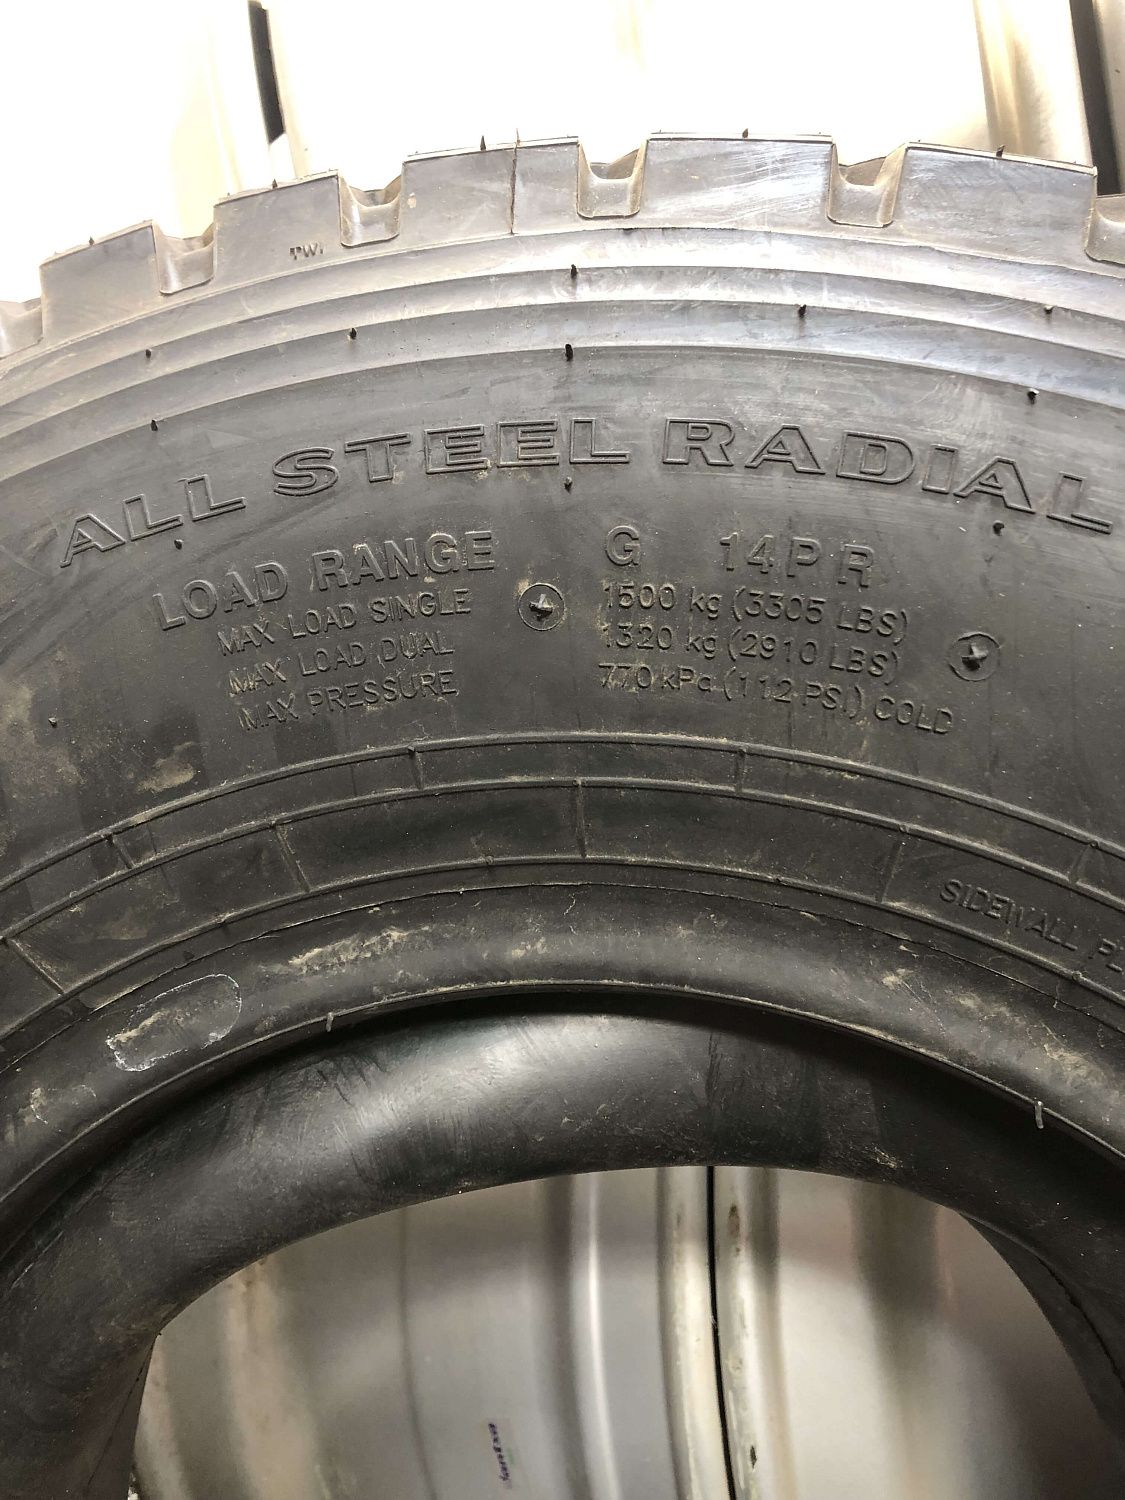 TWI
ALL STEEL RADIAL
LOAD RANGE G 14PR
MAX LOAD SINGLE 1500 kg (3305 LBS)
MAX LOAD DUAL 1320 kg (2910 LBS)
MAX PRESSURE 770 kPa (112 PSI) COLD
SIDEWALL